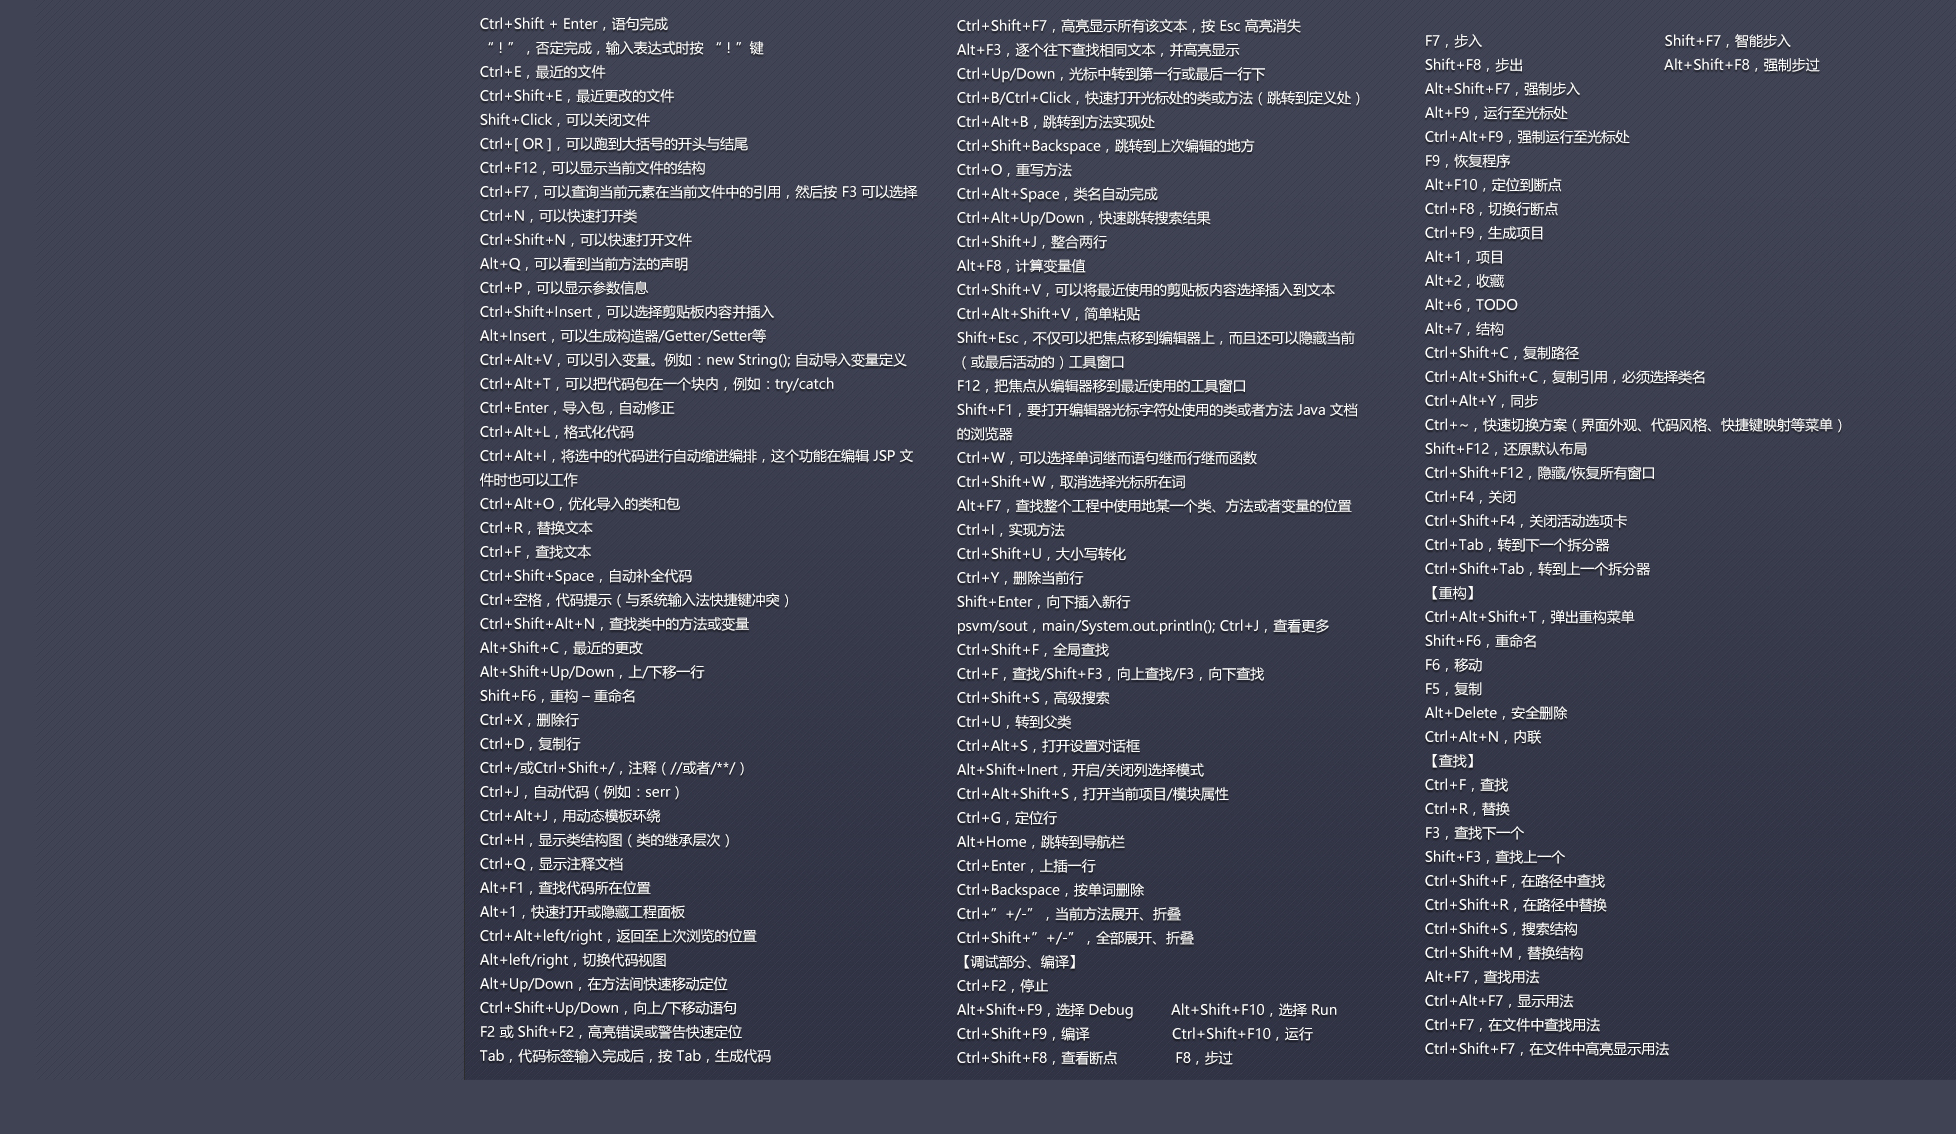 Ctrl+Shift + Enter，语句完成
“！”，否定完成，输入表达式时按 “！”键
Ctrl+E，最近的文件
Ctrl+Shift+E，最近更改的文件
Shift+Click，可以关闭文件
Ctrl+[ OR ]，可以跑到大括号的开头与结尾
Ctrl+F12，可以显示当前文件的结构
Ctrl+F7，可以查询当前元素在当前文件中的引用，然后按 F3 可以选择
Ctrl+N，可以快速打开类
Ctrl+Shift+N，可以快速打开文件
Alt+Q，可以看到当前方法的声明
Ctrl+P，可以显示参数信息
Ctrl+Shift+Insert，可以选择剪贴板内容并插入
Alt+Insert，可以生成构造器/Getter/Setter等
Ctrl+Alt+V，可以引入变量。例如：new String(); 自动导入变量定义
Ctrl+Alt+T，可以把代码包在一个块内，例如：try/catch
Ctrl+Enter，导入包，自动修正
Ctrl+Alt+L，格式化代码
Ctrl+Alt+I，将选中的代码进行自动缩进编排，这个功能在编辑 JSP 文
件时也可以工作
Ctrl+Alt+O，优化导入的类和包
Ctrl+R，替换文本
Ctrl+F，查找文本
Ctrl+Shift+Space，自动补全代码
Ctrl+空格，代码提示（与系统输入法快捷键冲突）
Ctrl+Shift+Alt+N，查找类中的方法或变量
Alt+Shift+C，最近的更改
Alt+Shift+Up/Down，上/下移一行
Shift+F6，重构 – 重命名
Ctrl+X，删除行
Ctrl+D，复制行
Ctrl+/或Ctrl+Shift+/，注释（//或者/**/）
Ctrl+J，自动代码（例如：serr）
Ctrl+Alt+J，用动态模板环绕
Ctrl+H，显示类结构图（类的继承层次）
Ctrl+Q，显示注释文档
Alt+F1，查找代码所在位置
Alt+1，快速打开或隐藏工程面板
Ctrl+Alt+left/right，返回至上次浏览的位置
Alt+left/right，切换代码视图
Alt+Up/Down，在方法间快速移动定位
Ctrl+Shift+Up/Down，向上/下移动语句
F2 或 Shift+F2，高亮错误或警告快速定位
Tab，代码标签输入完成后，按 Tab，生成代码
Ctrl+Shift+F7，高亮显示所有该文本，按 Esc 高亮消失
Alt+F3，逐个往下查找相同文本，并高亮显示
Ctrl+Up/Down，光标中转到第一行或最后一行下
Ctrl+B/Ctrl+Click，快速打开光标处的类或方法（跳转到定义处）
Ctrl+Alt+B，跳转到方法实现处
Ctrl+Shift+Backspace，跳转到上次编辑的地方
Ctrl+O，重写方法
Ctrl+Alt+Space，类名自动完成
Ctrl+Alt+Up/Down，快速跳转搜索结果
Ctrl+Shift+J，整合两行
Alt+F8，计算变量值
Ctrl+Shift+V，可以将最近使用的剪贴板内容选择插入到文本
Ctrl+Alt+Shift+V，简单粘贴
Shift+Esc，不仅可以把焦点移到编辑器上，而且还可以隐藏当前
（或最后活动的）工具窗口
F12，把焦点从编辑器移到最近使用的工具窗口
Shift+F1，要打开编辑器光标字符处使用的类或者方法 Java 文档
的浏览器
Ctrl+W，可以选择单词继而语句继而行继而函数
Ctrl+Shift+W，取消选择光标所在词
Alt+F7，查找整个工程中使用地某一个类、方法或者变量的位置
Ctrl+I，实现方法
Ctrl+Shift+U，大小写转化
Ctrl+Y，删除当前行
Shift+Enter，向下插入新行
psvm/sout，main/System.out.println(); Ctrl+J，查看更多
Ctrl+Shift+F，全局查找
Ctrl+F，查找/Shift+F3，向上查找/F3，向下查找
Ctrl+Shift+S，高级搜索
Ctrl+U，转到父类
Ctrl+Alt+S，打开设置对话框
Alt+Shift+Inert，开启/关闭列选择模式
Ctrl+Alt+Shift+S，打开当前项目/模块属性
Ctrl+G，定位行
Alt+Home，跳转到导航栏
Ctrl+Enter，上插一行
Ctrl+Backspace，按单词删除
Ctrl+”+/-”，当前方法展开、折叠
Ctrl+Shift+”+/-”，全部展开、折叠
【调试部分、编译】
Ctrl+F2，停止
Alt+Shift+F9，选择 Debug Alt+Shift+F10，选择 Run
Ctrl+Shift+F9，编译 Ctrl+Shift+F10，运行
Ctrl+Shift+F8，查看断点 F8，步过
F7，步入 Shift+F7，智能步入
Shift+F8，步出 Alt+Shift+F8，强制步过
Alt+Shift+F7，强制步入
Alt+F9，运行至光标处
Ctrl+Alt+F9，强制运行至光标处
F9，恢复程序
Alt+F10，定位到断点
Ctrl+F8，切换行断点
Ctrl+F9，生成项目
Alt+1，项目
Alt+2，收藏
Alt+6，TODO
Alt+7，结构
Ctrl+Shift+C，复制路径
Ctrl+Alt+Shift+C，复制引用，必须选择类名
Ctrl+Alt+Y，同步
Ctrl+~，快速切换方案（界面外观、代码风格、快捷键映射等菜单）
Shift+F12，还原默认布局
Ctrl+Shift+F12，隐藏/恢复所有窗口
Ctrl+F4，关闭
Ctrl+Shift+F4，关闭活动选项卡
Ctrl+Tab，转到下一个拆分器
Ctrl+Shift+Tab，转到上一个拆分器
【重构】
Ctrl+Alt+Shift+T，弹出重构菜单
Shift+F6，重命名
F6，移动
F5，复制
Alt+Delete，安全删除
Ctrl+Alt+N，内联
【查找】
Ctrl+F，查找
Ctrl+R，替换
F3，查找下一个
Shift+F3，查找上一个
Ctrl+Shift+F，在路径中查找
Ctrl+Shift+R，在路径中替换
Ctrl+Shift+S，搜索结构
Ctrl+Shift+M，替换结构
Alt+F7，查找用法
Ctrl+Alt+F7，显示用法
Ctrl+F7，在文件中查找用法
Ctrl+Shift+F7，在文件中高亮显示用法